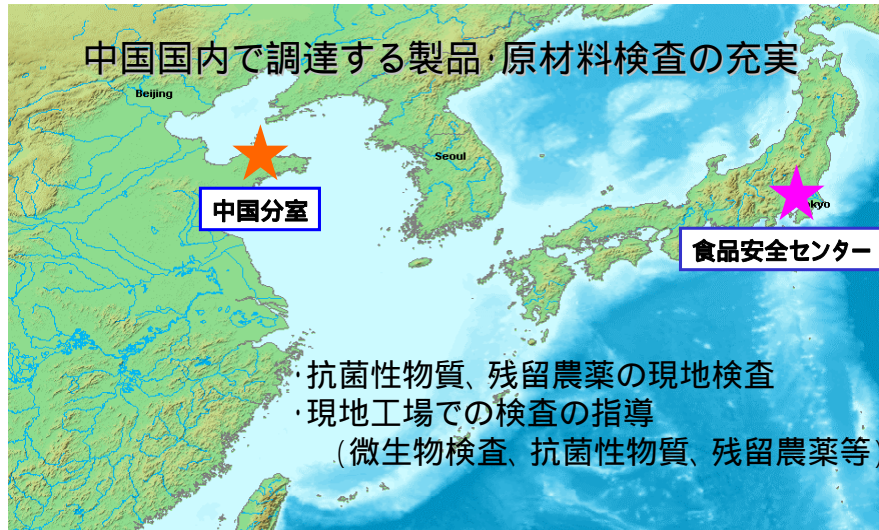 中国国内で調達する製品・原材料検査の充実
Beijing
Seoul
中国分室
kyo
食品安全センター
・抗菌性物質、残留農薬の現地検査
・現地工場での検査の指導
(微生物検査、抗菌性物質、残留農薬等)